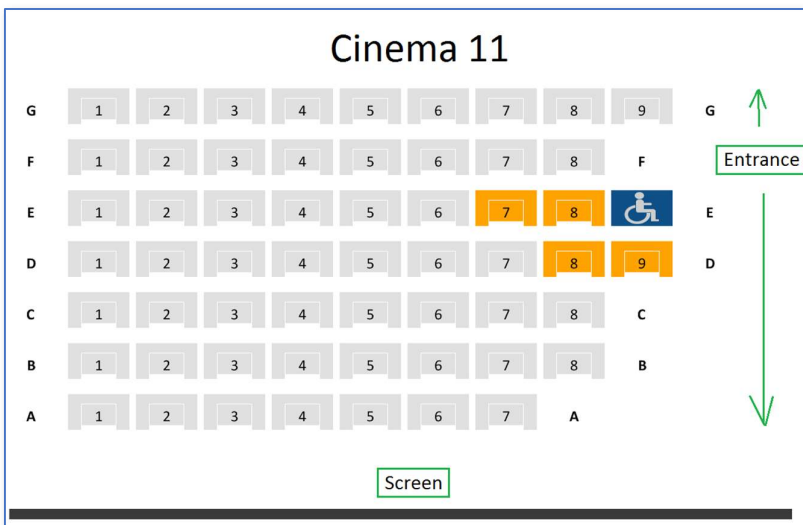 Cinema 11
G 1 2 3 4 5 6 7 8 9 G
F 1 2 3 4 5 6 7 8 F
Entrance
E 1 2 3 4 5 6 7 8 E
D 1 2 3 4 5 6 7 8 9 D
C 1 2 3 4 5 6 7 8 C
B 1 2 3 4 5 6 7 8 B
A 1 2 3 4 5 6 7 A
Screen